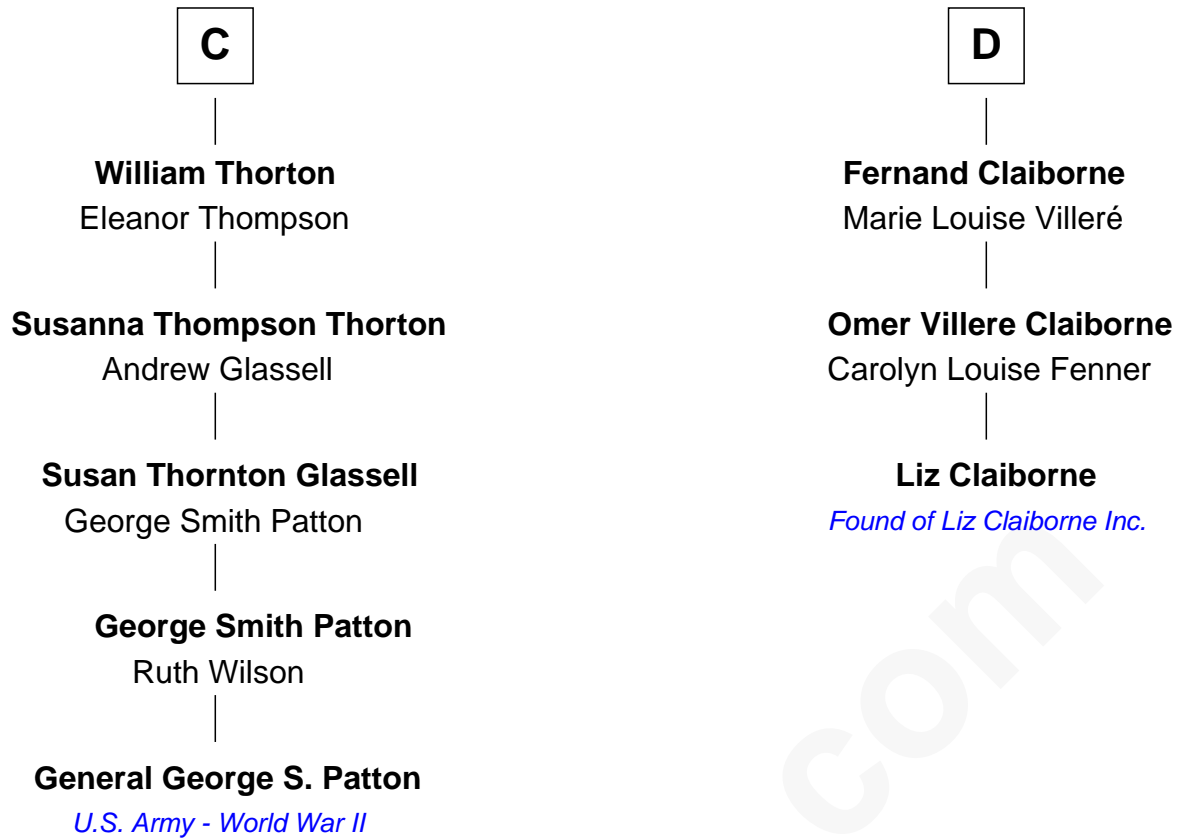 C
William Thorton
Eleanor Thompson
Susanna Thompson Thorton
Andrew Glassell
Susan Thornton Glassell
George Smith Patton
George Smith Patton
Ruth Wilson
General George S. Patton
U.S. Army - World War II
D
Fernand Claiborne
Marie Louise Villeré
Omer Villere Claiborne
Carolyn Louise Fenner
Liz Claiborne
Found of Liz Claiborne Inc.
com